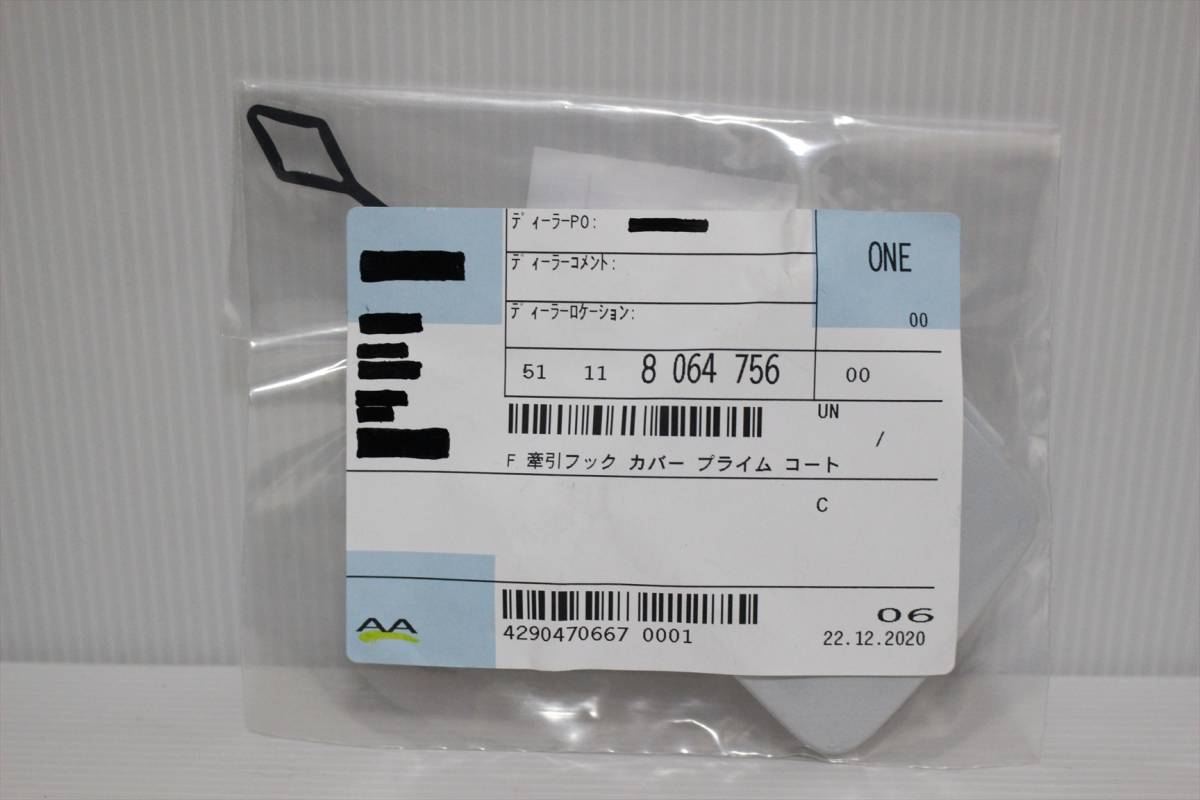 ディーラーPO:
ONE
ディーラーコメント:
ディーラーロケーション:
00
51 11 8 064 756 00
UN
/
F 牽引フック カバー プライム コート
C
AA
4290470667 0001
06
22.12.2020